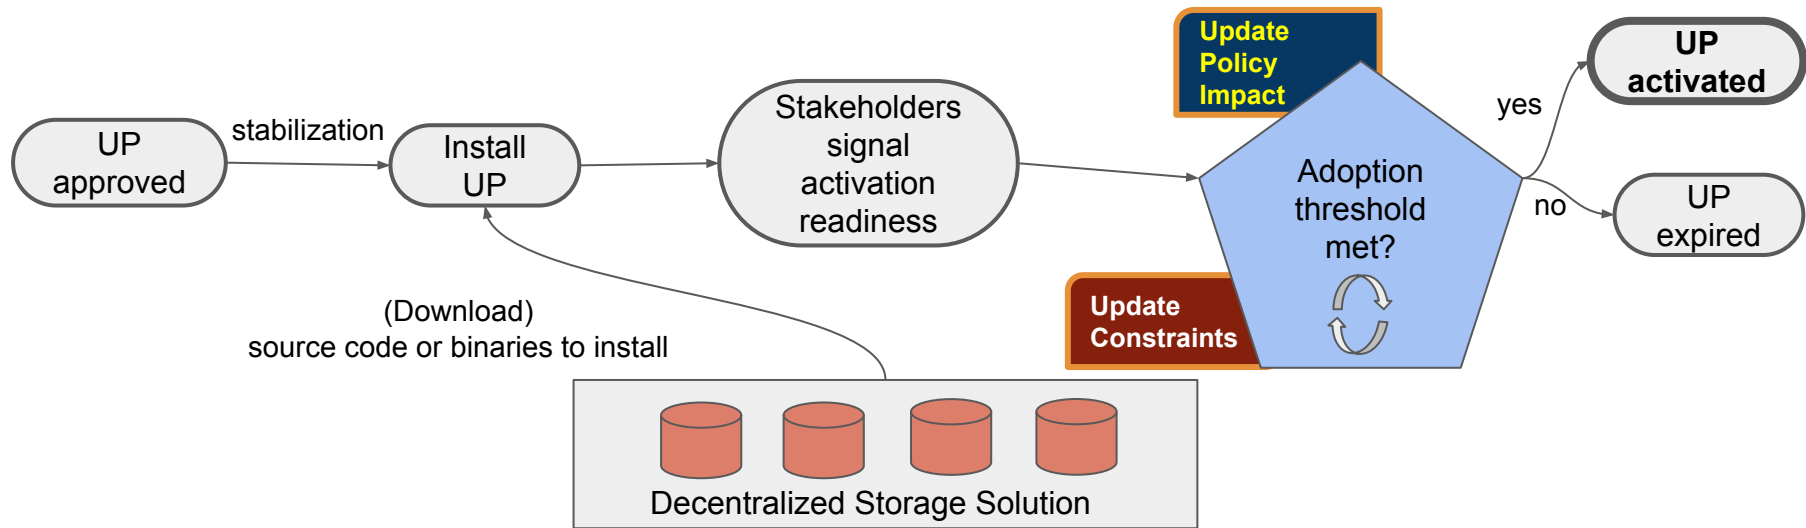 UP
approved
stabilization
Install
UP
Stakeholders
signal
activation
readiness
Update
Policy
Impact
Adoption
threshold
met?
Update
Constraints
yes
UP
activated
no
UP
expired
(Download)
source code or binaries to install
Decentralized Storage Solution